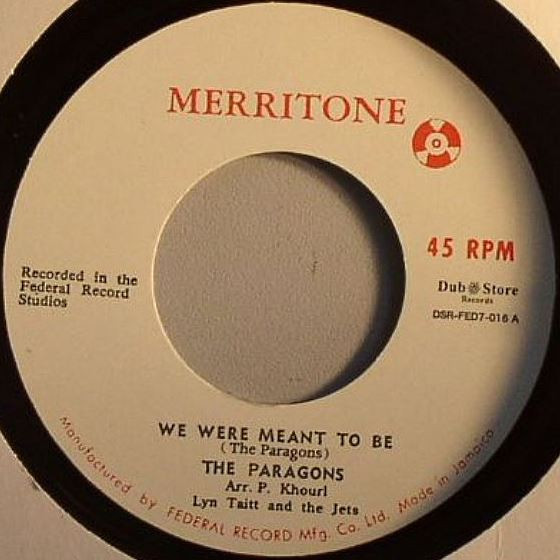 MERRITONE
45 RPM
Recorded in the
Federal Record
Studios
Dub Store
Records
DSR-FED7-016 A
WE WERE MEANT TO BE
(The Paragons)
THE PARAGONS
Arr. P. Khourl
Lyn Taitt and the Jets
Manufactured by FEDERAL RECORD Mfg. Co. Ltd. Made in Jamaica